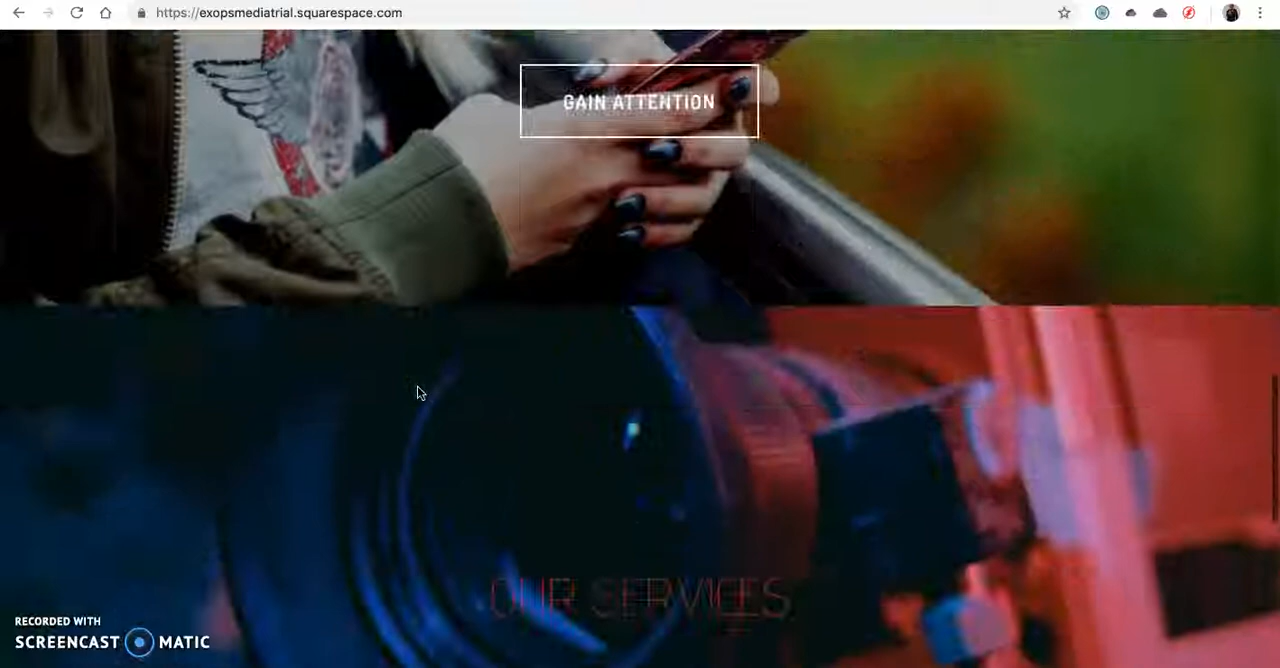 https://exopsmediatrial.squarespace.com
GAIN ATTENTION
OUR SERVICES
RECORDED WITH
SCREENCAST MATIC